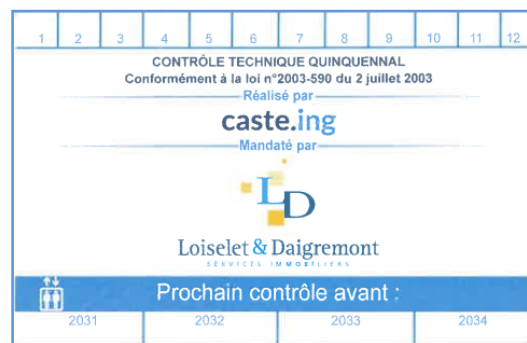 1 2 3 4 5 6 7 8 9 10 11 12
CONTRÔLE TECHNIQUE QUINQUENNAL
Conformément à la loi n°2003-590 du 2 juillet 2003
Réalisé par
caste.ing
Mandaté par
LD
Loiselet & Daigremont
SERVICES IMMOBILIERS
Prochain contrôle avant :
2031 2032 2033 2034